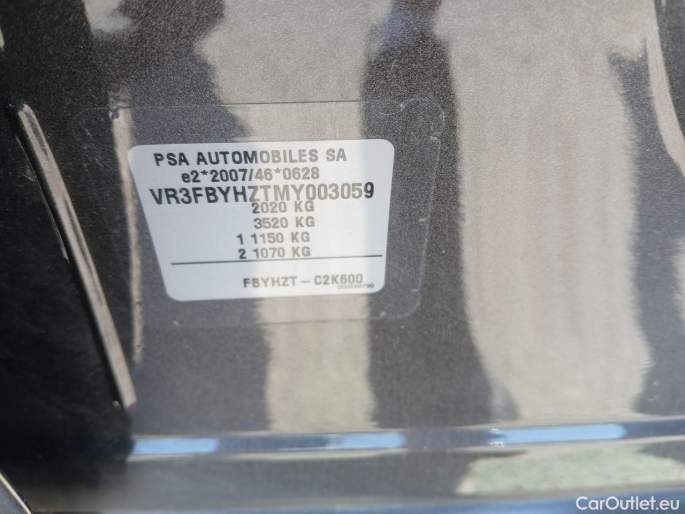 PSA AUTOMOBILES SA
e2*2007/46*0628
VR3FBYHZTMY003059
2020 KG
3520 KG
1 1150 KG
2 1070 KG
FBYHZT - C2K600
CarOutlet.eu